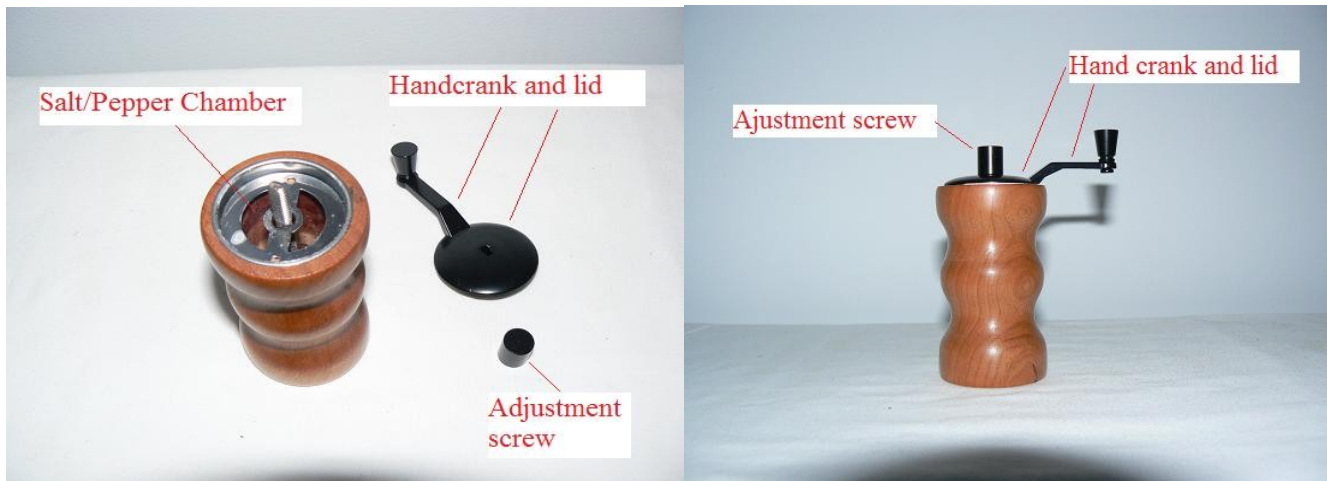 Salt/Pepper Chamber
Handcrank and lid
Adjustment
screw
Ajustment screw
Hand crank and lid